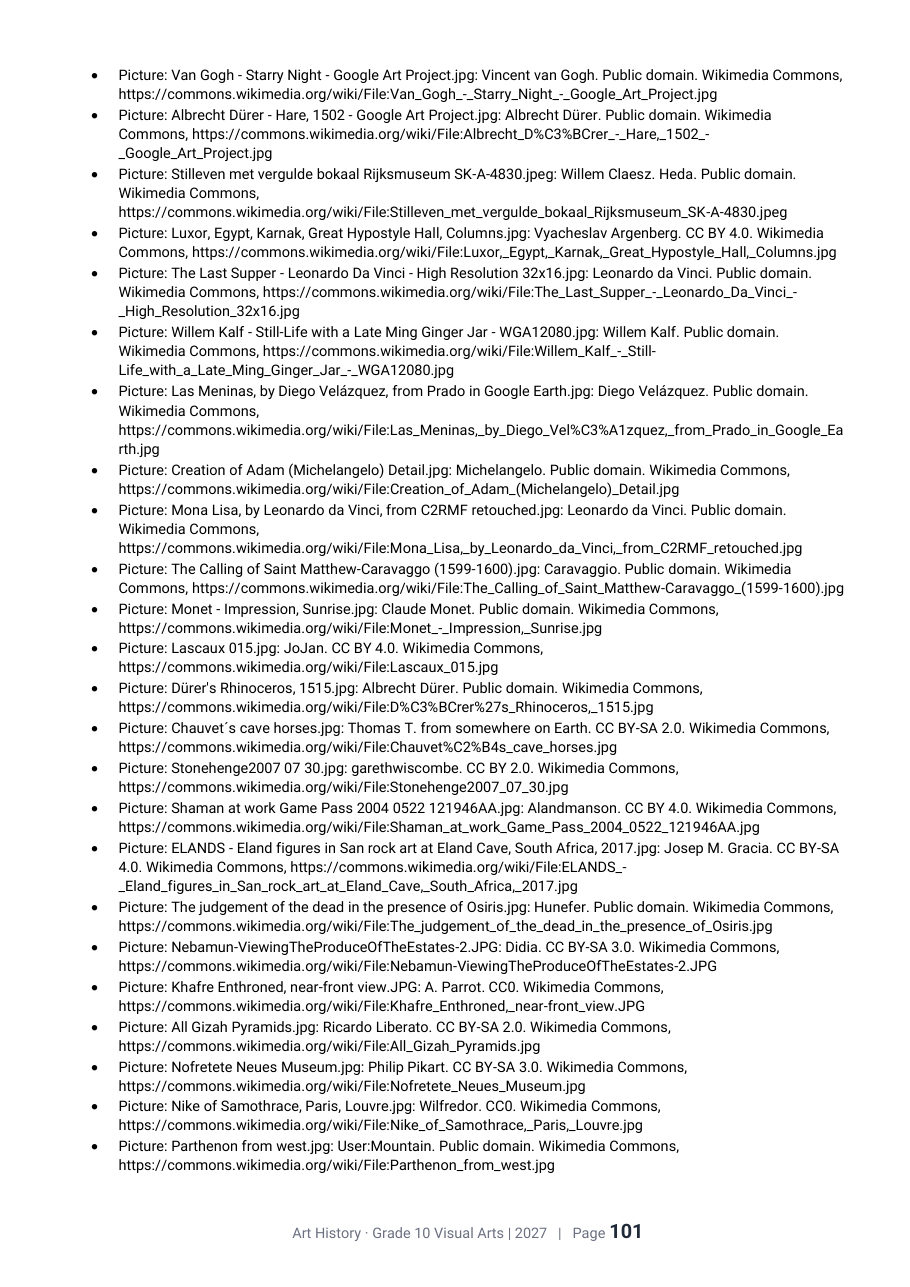 • Picture: Van Gogh - Starry Night - Google Art Project.jpg: Vincent van Gogh. Public domain. Wikimedia Commons,
https://commons.wikimedia.org/wiki/File:Van_Gogh_-_Starry_Night_-_Google_Art_Project.jpg
• Picture: Albrecht Dürer - Hare, 1502 - Google Art Project.jpg: Albrecht Dürer. Public domain. Wikimedia
Commons, https://commons.wikimedia.org/wiki/File:Albrecht_D%C3%BCrer_-_Hare,_1502_-
_Google_Art_Project.jpg
• Picture: Stilleven met vergulde bokaal Rijksmuseum SK-A-4830.jpeg: Willem Claesz. Heda. Public domain.
Wikimedia Commons,
https://commons.wikimedia.org/wiki/File:Stilleven_met_vergulde_bokaal_Rijksmuseum_SK-A-4830.jpeg
• Picture: Luxor, Egypt, Karnak, Great Hypostyle Hall, Columns.jpg: Vyacheslav Argenberg. CC BY 4.0. Wikimedia
Commons, https://commons.wikimedia.org/wiki/File:Luxor,_Egypt,_Karnak,_Great_Hypostyle_Hall,_Columns.jpg
• Picture: The Last Supper - Leonardo Da Vinci - High Resolution 32x16.jpg: Leonardo da Vinci. Public domain.
Wikimedia Commons, https://commons.wikimedia.org/wiki/File:The_Last_Supper_-_Leonardo_Da_Vinci_-
_High_Resolution_32x16.jpg
• Picture: Willem Kalf - Still-Life with a Late Ming Ginger Jar - WGA12080.jpg: Willem Kalf. Public domain.
Wikimedia Commons, https://commons.wikimedia.org/wiki/File:Willem_Kalf_-_Still-
Life_with_a_Late_Ming_Ginger_Jar_-_WGA12080.jpg
• Picture: Las Meninas, by Diego Velázquez, from Prado in Google Earth.jpg: Diego Velázquez. Public domain.
Wikimedia Commons,
https://commons.wikimedia.org/wiki/File:Las_Meninas,_by_Diego_Vel%C3%A1zquez,_from_Prado_in_Google_Ea
rth.jpg
• Picture: Creation of Adam (Michelangelo) Detail.jpg: Michelangelo. Public domain. Wikimedia Commons,
https://commons.wikimedia.org/wiki/File:Creation_of_Adam_(Michelangelo)_Detail.jpg
• Picture: Mona Lisa, by Leonardo da Vinci, from C2RMF retouched.jpg: Leonardo da Vinci. Public domain.
Wikimedia Commons,
https://commons.wikimedia.org/wiki/File:Mona_Lisa,_by_Leonardo_da_Vinci,_from_C2RMF_retouched.jpg
• Picture: The Calling of Saint Matthew-Caravaggo (1599-1600).jpg: Caravaggio. Public domain. Wikimedia
Commons, https://commons.wikimedia.org/wiki/File:The_Calling_of_Saint_Matthew-Caravaggo_(1599-1600).jpg
• Picture: Monet - Impression, Sunrise.jpg: Claude Monet. Public domain. Wikimedia Commons,
https://commons.wikimedia.org/wiki/File:Monet_-_Impression,_Sunrise.jpg
• Picture: Lascaux 015.jpg: JoJan. CC BY 4.0. Wikimedia Commons,
https://commons.wikimedia.org/wiki/File:Lascaux_015.jpg
• Picture: Dürer's Rhinoceros, 1515.jpg: Albrecht Dürer. Public domain. Wikimedia Commons,
https://commons.wikimedia.org/wiki/File:D%C3%BCrer%27s_Rhinoceros,_1515.jpg
• Picture: Chauvet´s cave horses.jpg: Thomas T. from somewhere on Earth. CC BY-SA 2.0. Wikimedia Commons,
https://commons.wikimedia.org/wiki/File:Chauvet%C2%B4s_cave_horses.jpg
• Picture: Stonehenge2007 07 30.jpg: garethwiscombe. CC BY 2.0. Wikimedia Commons,
https://commons.wikimedia.org/wiki/File:Stonehenge2007_07_30.jpg
• Picture: Shaman at work Game Pass 2004 0522 121946AA.jpg: Alandmanson. CC BY 4.0. Wikimedia Commons,
https://commons.wikimedia.org/wiki/File:Shaman_at_work_Game_Pass_2004_0522_121946AA.jpg
• Picture: ELANDS - Eland figures in San rock art at Eland Cave, South Africa, 2017.jpg: Josep M. Gracia. CC BY-SA
4.0. Wikimedia Commons, https://commons.wikimedia.org/wiki/File:ELANDS_-
_Eland_figures_in_San_rock_art_at_Eland_Cave,_South_Africa,_2017.jpg
• Picture: The judgement of the dead in the presence of Osiris.jpg: Hunefer. Public domain. Wikimedia Commons,
https://commons.wikimedia.org/wiki/File:The_judgement_of_the_dead_in_the_presence_of_Osiris.jpg
• Picture: Nebamun-ViewingTheProduceOfTheEstates-2.JPG: Didia. CC BY-SA 3.0. Wikimedia Commons,
https://commons.wikimedia.org/wiki/File:Nebamun-ViewingTheProduceOfTheEstates-2.JPG
• Picture: Khafre Enthroned, near-front view.JPG: A. Parrot. CC0. Wikimedia Commons,
https://commons.wikimedia.org/wiki/File:Khafre_Enthroned,_near-front_view.JPG
• Picture: All Gizah Pyramids.jpg: Ricardo Liberato. CC BY-SA 2.0. Wikimedia Commons,
https://commons.wikimedia.org/wiki/File:All_Gizah_Pyramids.jpg
• Picture: Nofretete Neues Museum.jpg: Philip Pikart. CC BY-SA 3.0. Wikimedia Commons,
https://commons.wikimedia.org/wiki/File:Nofretete_Neues_Museum.jpg
• Picture: Nike of Samothrace, Paris, Louvre.jpg: Wilfredor. CC0. Wikimedia Commons,
https://commons.wikimedia.org/wiki/File:Nike_of_Samothrace,_Paris,_Louvre.jpg
• Picture: Parthenon from west.jpg: User:Mountain. Public domain. Wikimedia Commons,
https://commons.wikimedia.org/wiki/File:Parthenon_from_west.jpg
Art History · Grade 10 Visual Arts | 2027 | Page 101